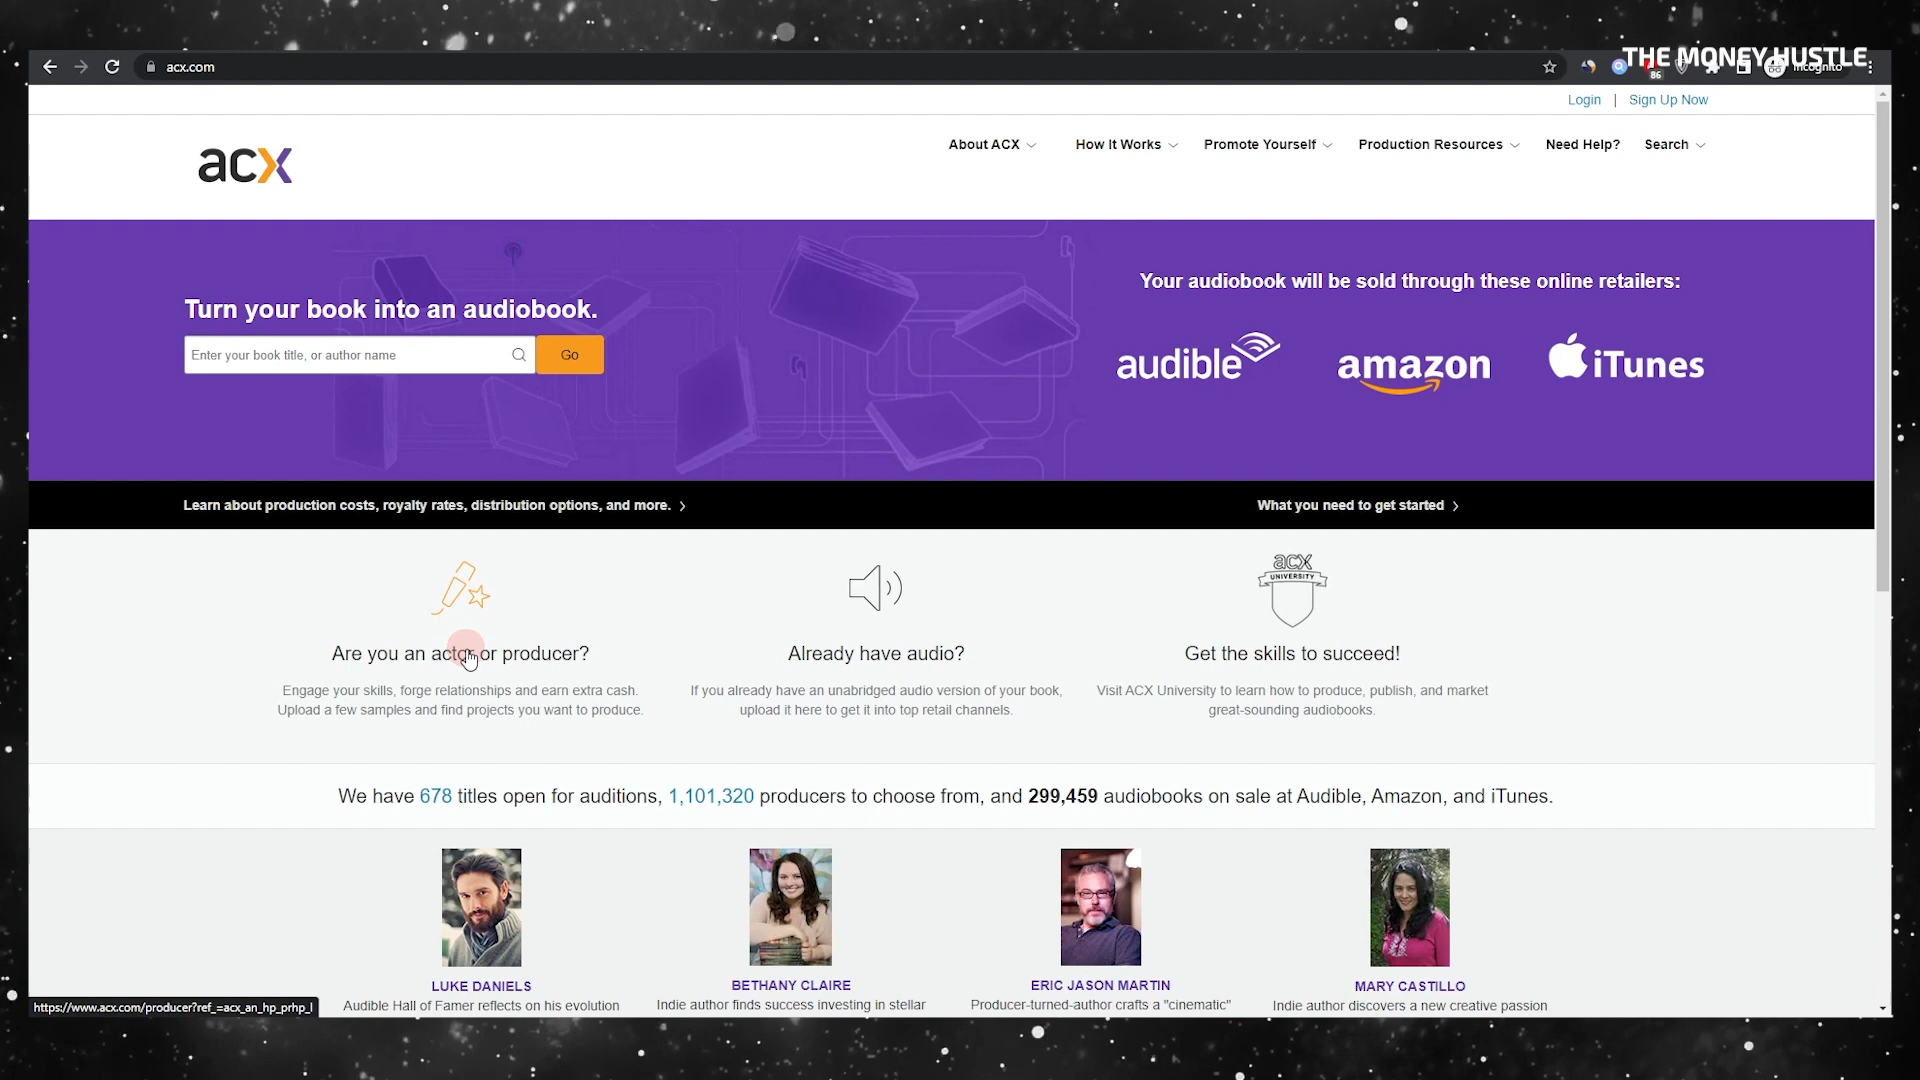 THE MONEY HUSTLE
acx.com
86
Incognito
Login | Sign Up Now
acx
About ACX
How It Works
Promote Yourself
Production Resources
Need Help?
Search
Turn your book into an audiobook.
Enter your book title, or author name
Go
Your audiobook will be sold through these online retailers:
audible
amazon
iTunes
Learn about production costs, royalty rates, distribution options, and more. >
What you need to get started >
acx
UNIVERSITY
Are you an actor or producer?
Engage your skills, forge relationships and earn extra cash.
Upload a few samples and find projects you want to produce.
Already have audio?
If you already have an unabridged audio version of your book,
upload it here to get it into top retail channels.
Get the skills to succeed!
Visit ACX University to learn how to produce, publish, and market
great-sounding audiobooks.
We have 678 titles open for auditions, 1,101,320 producers to choose from, and 299,459 audiobooks on sale at Audible, Amazon, and iTunes.
LUKE DANIELS
Audible Hall of Famer reflects on his evolution
BETHANY CLAIRE
Indie author finds success investing in stellar
ERIC JASON MARTIN
Producer-turned-author crafts a "cinematic"
MARY CASTILLO
Indie author discovers a new creative passion
https://www.acx.com/producer?ref_=acx_an_hp_prhp_l